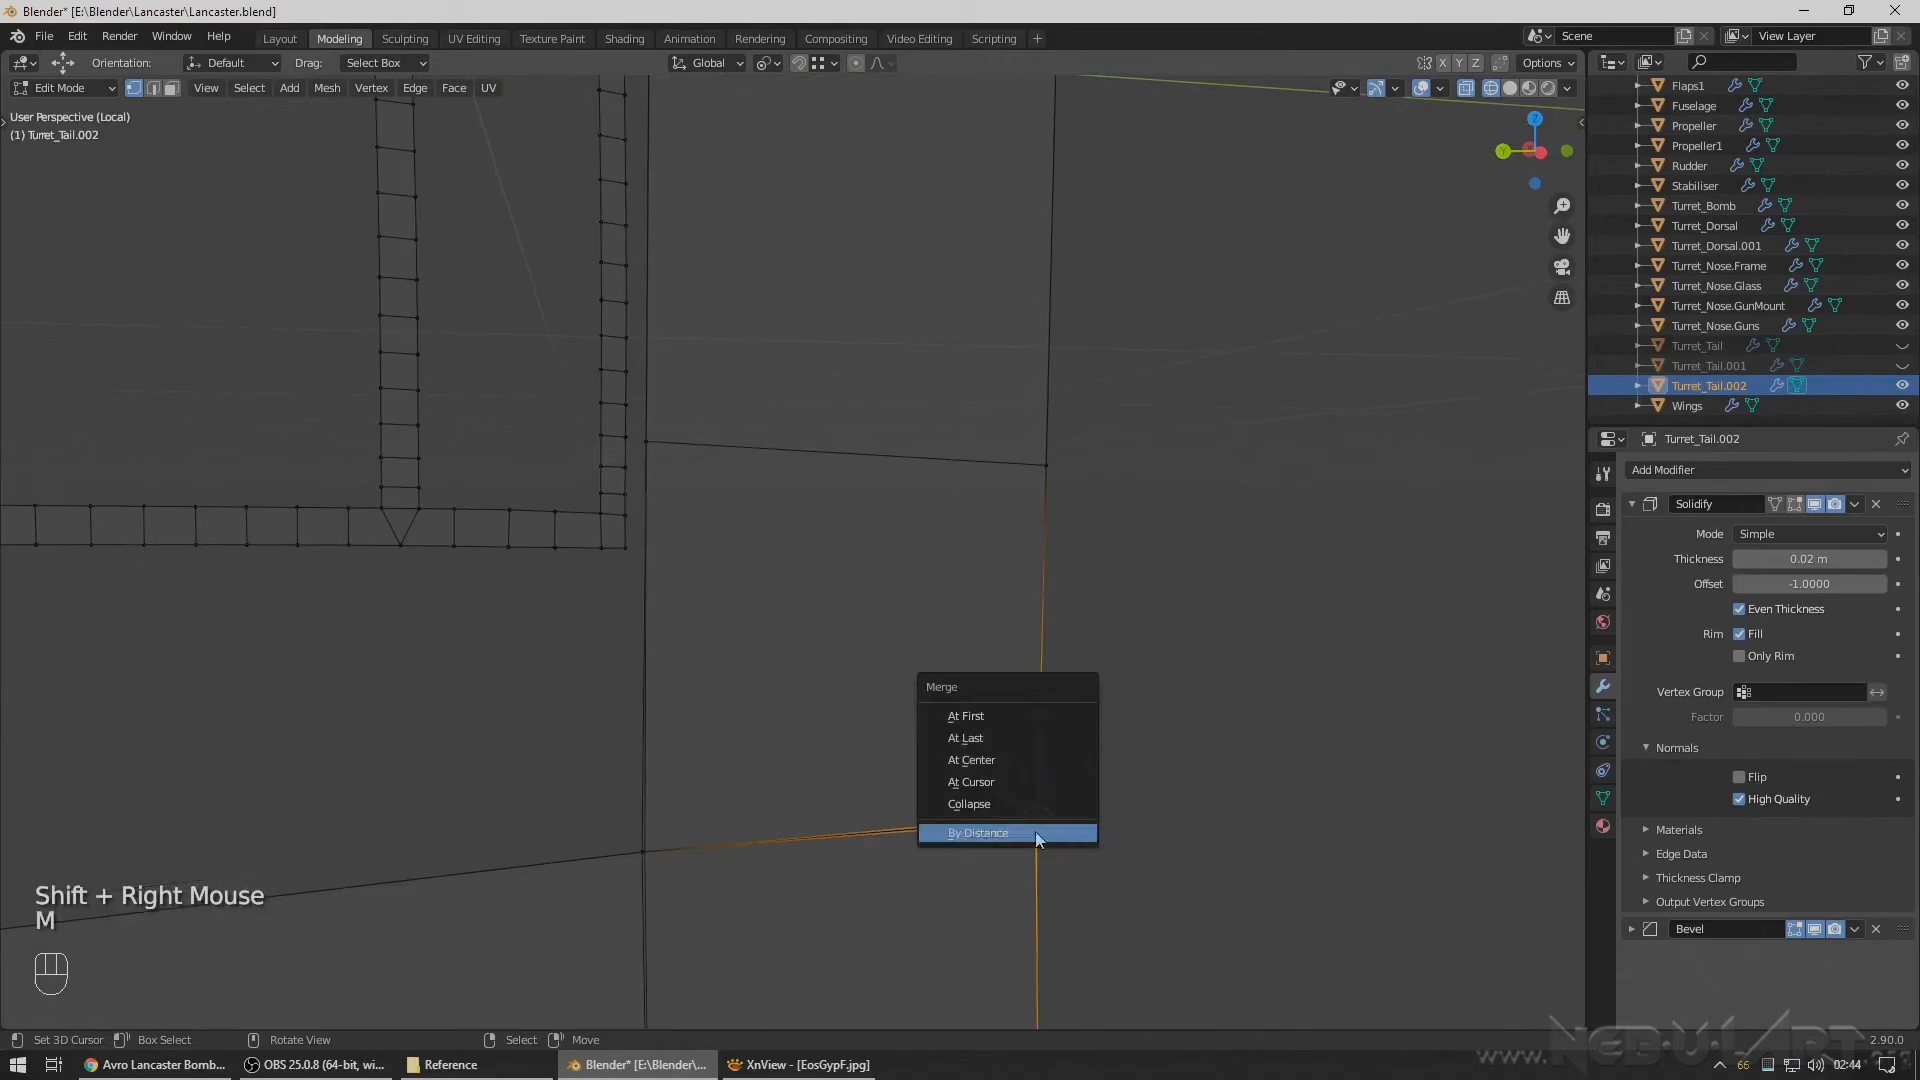 Blender* [E:\Blender\Lancaster\Lancaster.blend]
File Edit Render Window Help
Layout Modeling Sculpting UV Editing Texture Paint Shading Animation Rendering Compositing Video Editing Scripting +
Scene View Layer
Orientation: Default Drag: Select Box Global X Y Z Options
Edit Mode View Select Add Mesh Vertex Edge Face UV
User Perspective (Local)
(1) Turret_Tail.002
Z
Y
Flaps1
Fuselage
Propeller
Propeller1
Rudder
Stabiliser
Turret_Bomb
Turret_Dorsal
Turret_Dorsal.001
Turret_Nose.Frame
Turret_Nose.Glass
Turret_Nose.GunMount
Turret_Nose.Guns
Turret_Tail
Turret_Tail.001
Turret_Tail.002
Wings
Turret_Tail.002
Add Modifier
Solidify
Mode Simple
Thickness 0.02 m
Offset -1.0000
Even Thickness
Rim Fill
Only Rim
Vertex Group
Factor 0.000
Normals
Flip
High Quality
Materials
Edge Data
Thickness Clamp
Output Vertex Groups
Bevel
Merge
At First
At Last
At Center
At Cursor
Collapse
By Distance
Shift + Right Mouse
M
Set 3D Cursor Box Select Rotate View Select Move 2.90.0
Avro Lancaster Bomb... OBS 25.0.8 (64-bit, wi... Reference Blender* [E:\Blender\... XnView - [EosGypF.jpg] 66 02:44